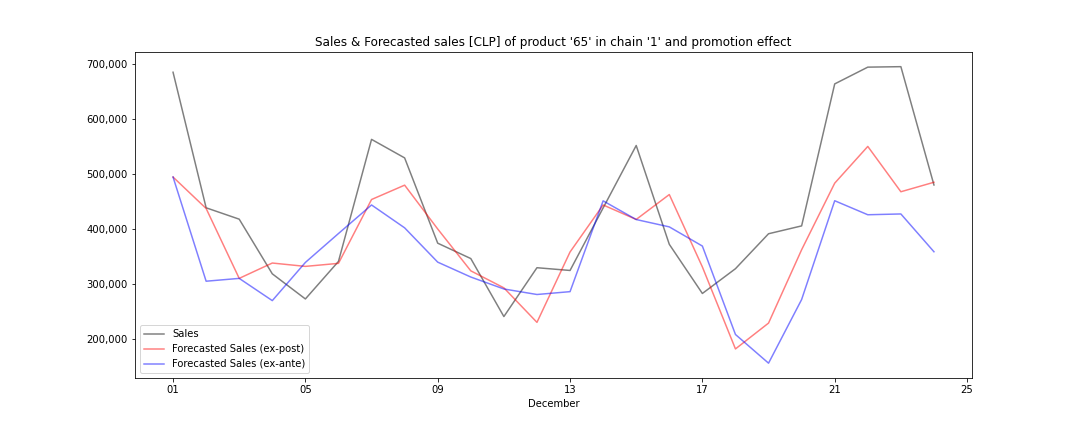 Sales & Forecasted sales [CLP] of product '65' in chain '1' and promotion effect
700,000
600,000
500,000
400,000
300,000
200,000
Sales
Forecasted Sales (ex-post)
Forecasted Sales (ex-ante)
01 05 09 13 17 21 25
December